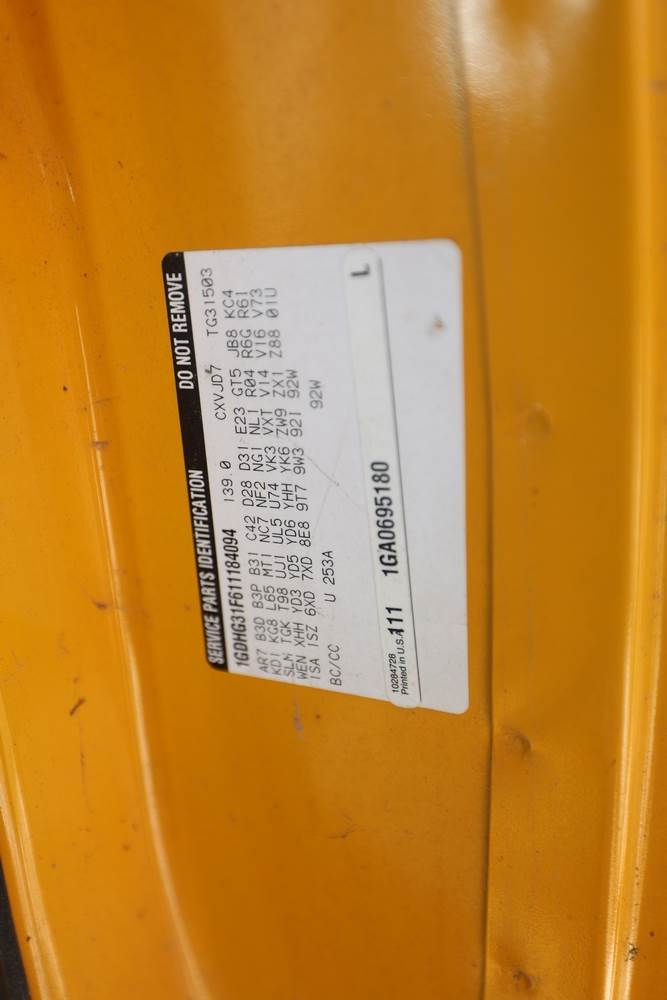 SERVICE PARTS IDENTIFICATION DO NOT REMOVE
1GDHG31F611184094 139.0 CXVJD7 TG31503
AR7 B3D B3P B31 C42 D28 D31 E23 GT5 JB8 KC4
KD1 KG8 L65 MT1 NC7 NF2 NG1 NL1 R04 R6G R61
SLM TGK T98 UJ1 UL5 U74 VK3 VXT V14 V16 V73
WEN XHH YD3 YD5 YD6 YHH YK6 ZW9 ZX1 Z88 01U
1SA 1SZ 6XD 7XD 8E8 9T7 9W3 921 92W
BC/CC U 253A 92W
111 1GA0695180 L
10284728
Printed in U.S.A.